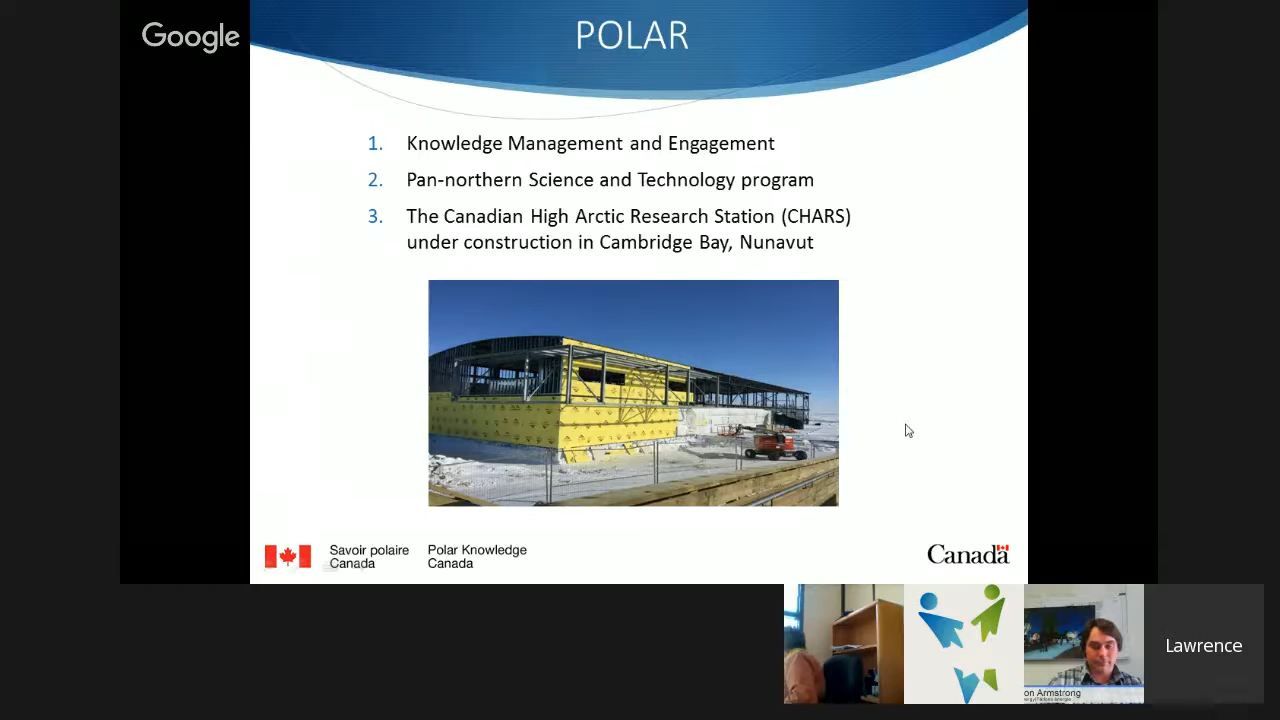 Google
POLAR
1. Knowledge Management and Engagement
2. Pan-northern Science and Technology program
3. The Canadian High Arctic Research Station (CHARS)
under construction in Cambridge Bay, Nunavut
Savoir polaire
Canada
Polar Knowledge
Canada
Canada
Lawrence
on Armstrong